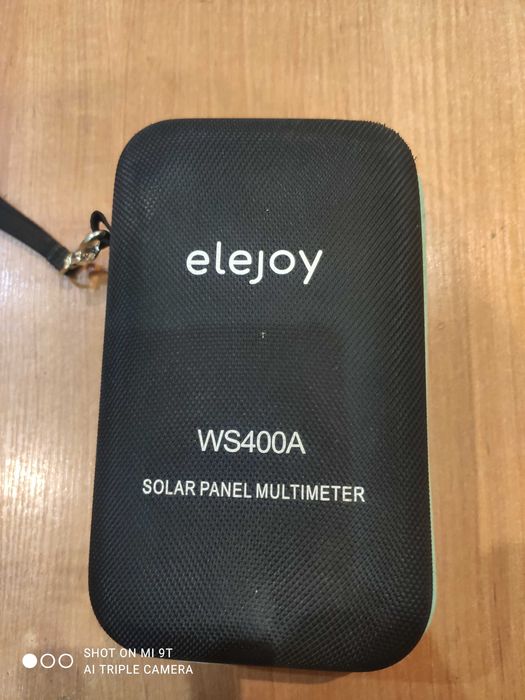 elejoy
WS400A
SOLAR PANEL MULTIMETER
SHOT ON MI 9T
AI TRIPLE CAMERA